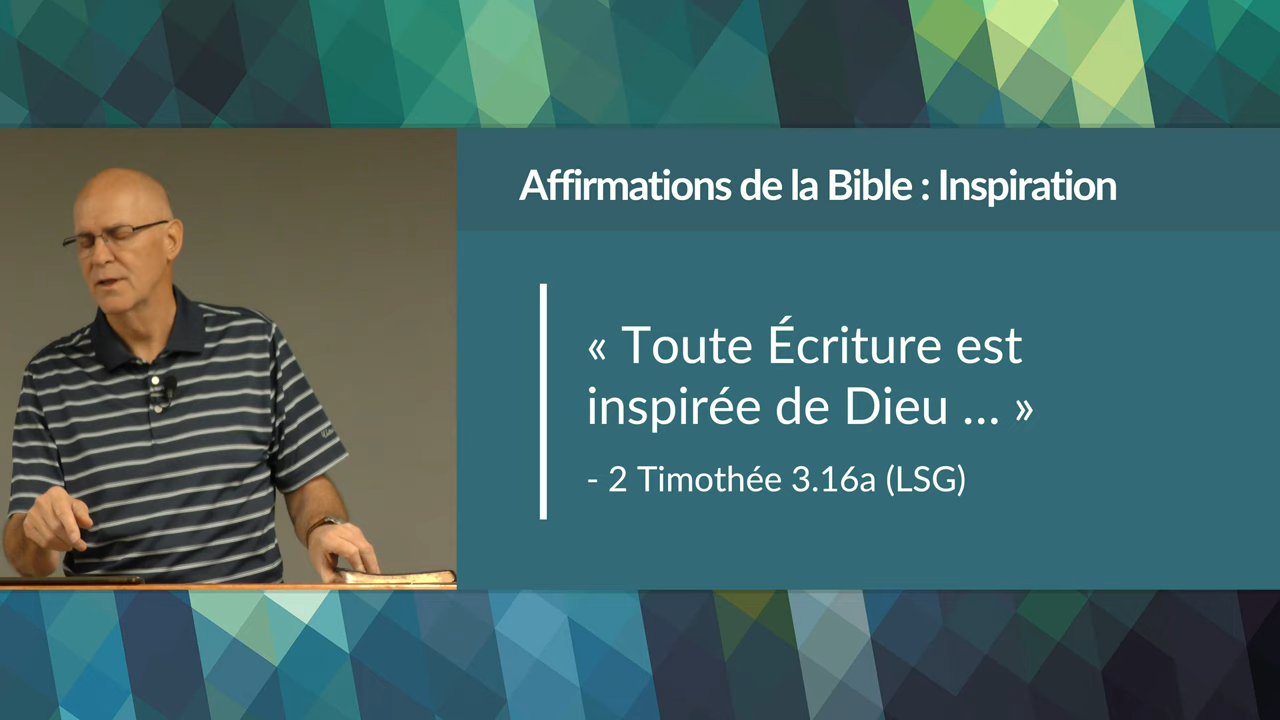 Affirmations de la Bible : Inspiration
« Toute Écriture est
inspirée de Dieu ... »
- 2 Timothée 3.16a (LSG)